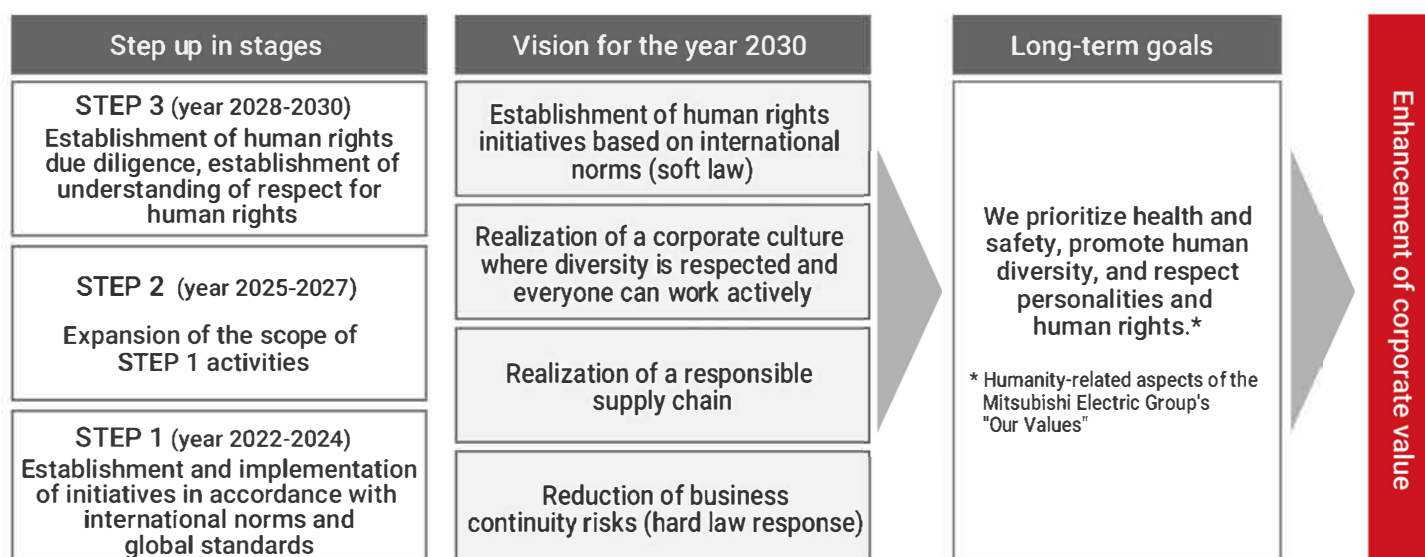 Step up in stages
STEP 3 (year 2028-2030)
Establishment of human rights
due diligence, establishment of
understanding of respect for
human rights
STEP 2 (year 2025-2027)
Expansion of the scope of
STEP 1 activities
STEP 1 (year 2022-2024)
Establishment and implementation
of initiatives in accordance with
international norms and
global standards
Vision for the year 2030
Establishment of human rights
initiatives based on international
norms (soft law)
Realization of a corporate culture
where diversity is respected and
everyone can work actively
Realization of a responsible
supply chain
Reduction of business
continuity risks (hard law response)
Long-term goals
We prioritize health and
safety, promote human
diversity, and respect
personalities and
human rights.*
* Humanity-related aspects of the
Mitsubishi Electric Group's
"Our Values"
Enhancement of corporate value